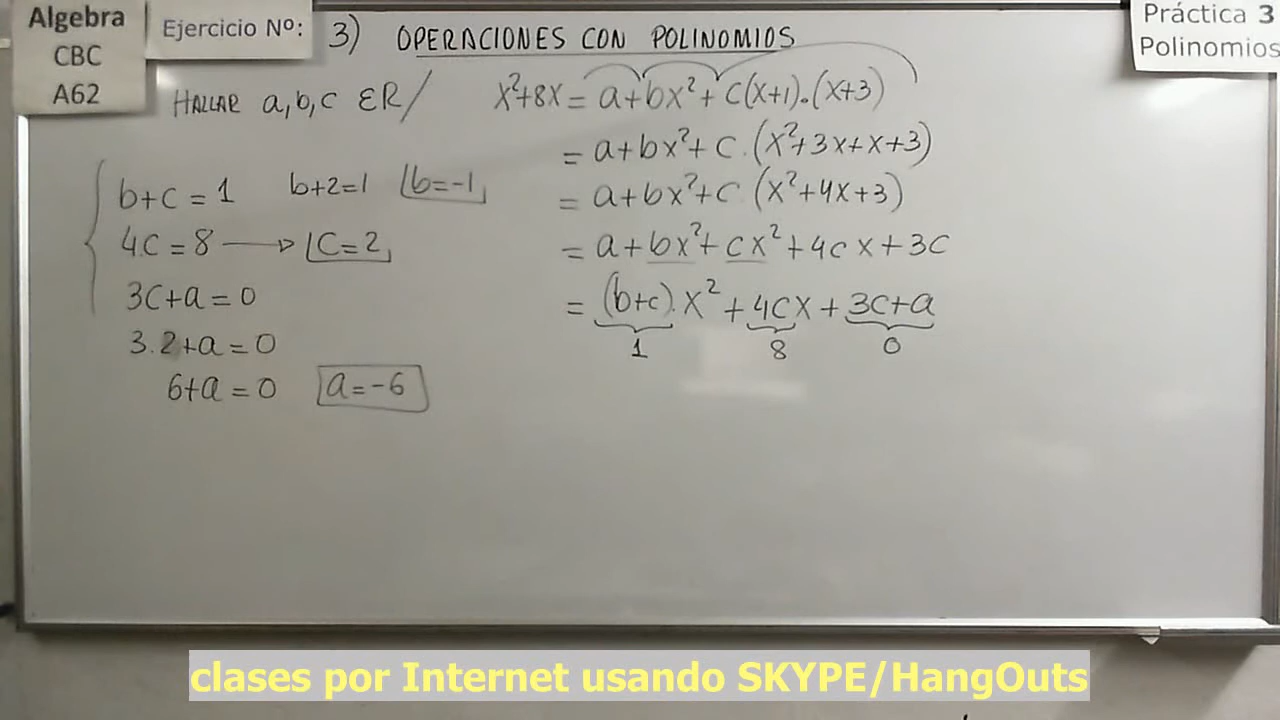 Algebra
CBC
A62
Ejercicio Nº:
3) OPERACIONES CON POLINOMIOS
Práctica 3
Polinomios
HALLAR a,b,c ∈ R/ x²+8x = a+bx²+c(x+1).(x+3)
= a+bx²+c.(x²+3x+x+3)
= a+bx²+c (x²+4x+3)
= a+bx²+cx²+4cx+3c
= (b+c).x²+4cx+3c+a
1 8 0
b+c=1 b+2=1 b=-1
4.c=8 → c=2
3c+a=0
3.2+a=0
6+a=0 a=-6
clases por Internet usando SKYPE/HangOuts